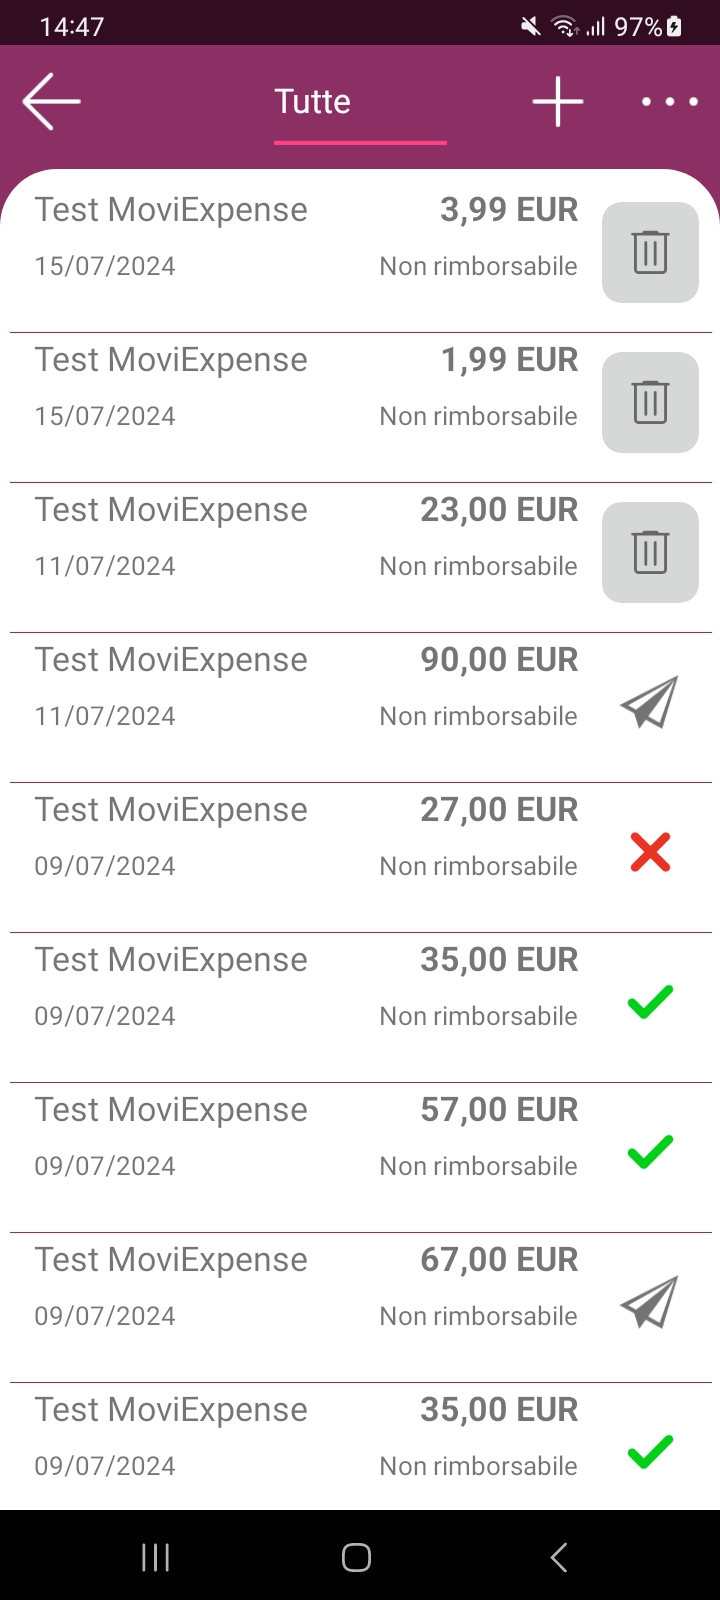 14:47 97%
Tutte
Test MoviExpense 3,99 EUR
15/07/2024 Non rimborsabile
Test MoviExpense 1,99 EUR
15/07/2024 Non rimborsabile
Test MoviExpense 23,00 EUR
11/07/2024 Non rimborsabile
Test MoviExpense 90,00 EUR
11/07/2024 Non rimborsabile
Test MoviExpense 27,00 EUR
09/07/2024 Non rimborsabile
Test MoviExpense 35,00 EUR
09/07/2024 Non rimborsabile
Test MoviExpense 57,00 EUR
09/07/2024 Non rimborsabile
Test MoviExpense 67,00 EUR
09/07/2024 Non rimborsabile
Test MoviExpense 35,00 EUR
09/07/2024 Non rimborsabile